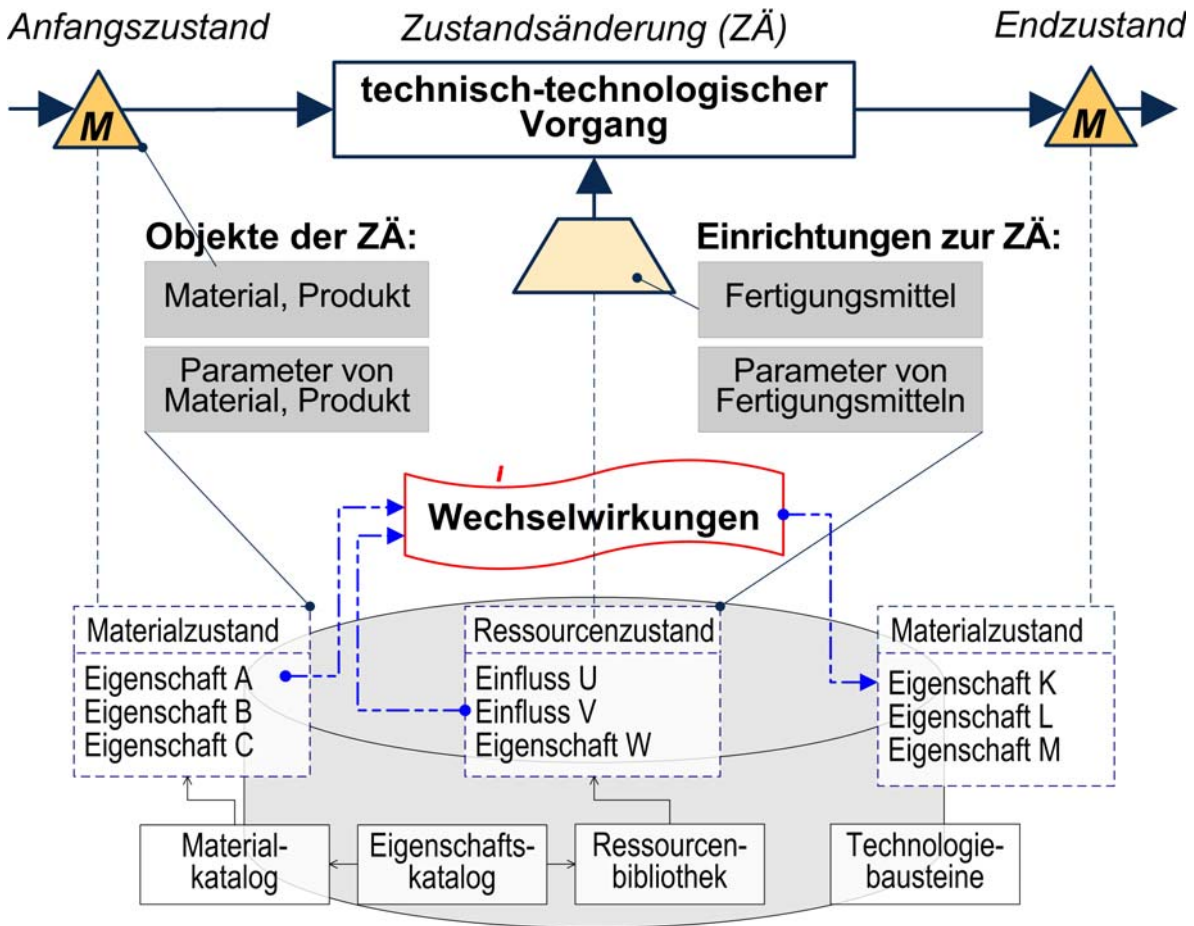 Anfangszustand
Zustandsänderung (ZÄ)
Endzustand
M
technisch-technologischer
Vorgang
M
Objekte der ZÄ:
Material, Produkt
Parameter von
Material, Produkt
Einrichtungen zur ZÄ:
Fertigungsmittel
Parameter von
Fertigungsmitteln
Wechselwirkungen
Materialzustand
Eigenschaft A
Eigenschaft B
Eigenschaft C
Ressourcenzustand
Einfluss U
Einfluss V
Eigenschaft W
Materialzustand
Eigenschaft K
Eigenschaft L
Eigenschaft M
Material-
katalog
Eigenschafts-
katalog
Ressourcen-
bibliothek
Technologie-
bausteine